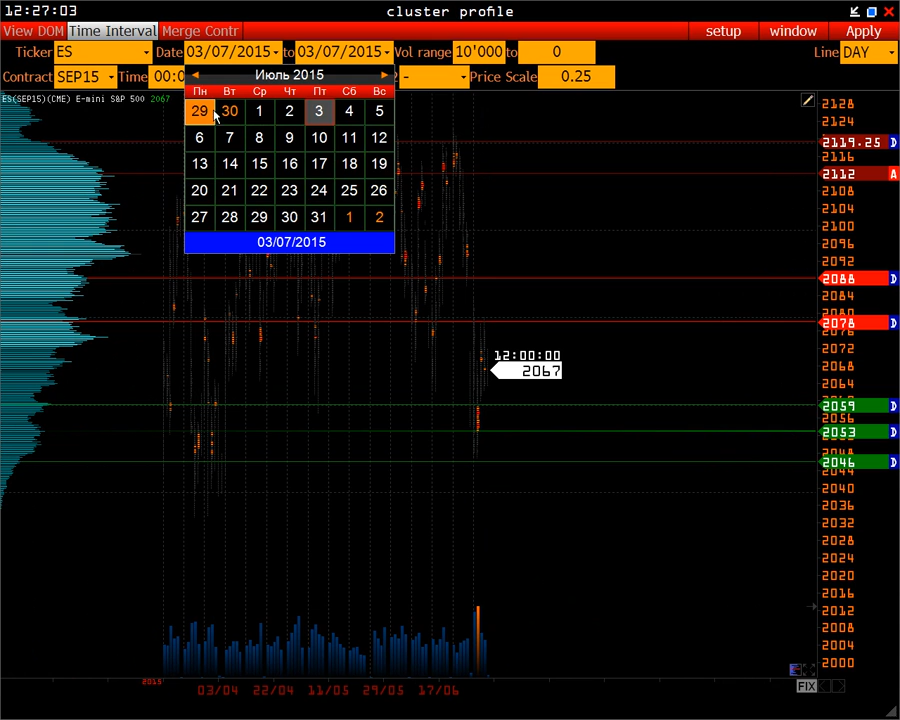 12:27:03 cluster profile
View DOM Time Interval Merge Contr setup window Apply
Ticker ES Date 03/07/2015 to 03/07/2015 Vol range 10'000 to 0 Line DAY
Contract SEP15 Time 00:0 - Price Scale 0.25
Июль 2015
Пн Вт Ср Чт Пт Сб Вс
29 30 1 2 3 4 5
6 7 8 9 10 11 12
13 14 15 16 17 18 19
20 21 22 23 24 25 26
27 28 29 30 31 1 2
03/07/2015
ES(SEP15)(CME) E-mini S&P 500 2067
2128
2124
2119.25 D
2116
2112 A
2108
2104
2100
2096
2092
2088 D
2084
2080
2078 D
2076
2072
2068
2064
2059 D
2056
2053 D
2048
2046 D
2044
2040
2036
2032
2028
2024
2020
2016
2012
2008
2004
2000
12:00:00
2067
2015
03/04 22/04 11/05 29/05 17/06
FIX